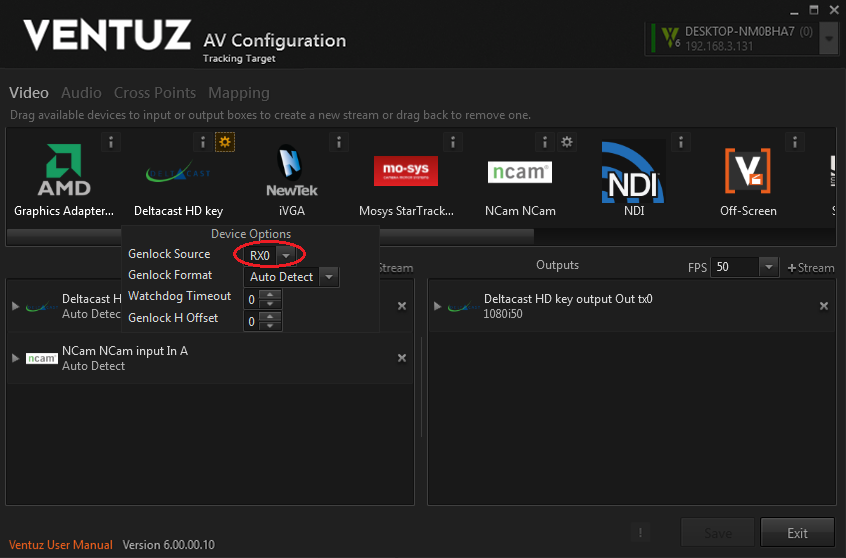 VENTUZ AV Configuration
Tracking Target
DESKTOP-NM0BHA7 (0)
192.168.3.131
6
Video Audio Cross Points Mapping
Drag available devices to input or output boxes to create a new stream or drag back to remove one.
AMD
DELTACAST
NewTek
mo-sys
ncam
NDI
Graphics Adapter...
Deltacast HD key
iVGA
Mosys StarTrack...
NCam NCam
NDI
Off-Screen
Device Options
Genlock Source RX0
Genlock Format Auto Detect
Watchdog Timeout 0
Genlock H Offset 0
Stream
Outputs
FPS 50
+Stream
Deltacast H
Auto Detec
ncam
NCam NCam input In A
Auto Detect
Deltacast HD key output Out tx0
1080i50
Save
Exit
Ventuz User Manual Version 6.00.00.10